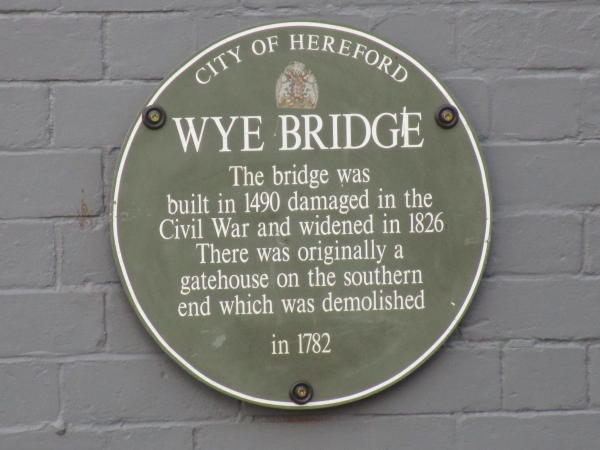 CITY OF HEREFORD
WYE BRIDGE
The bridge was
built in 1490 damaged in the
Civil War and widened in 1826
There was originally a
gatehouse on the southern
end which was demolished
in 1782